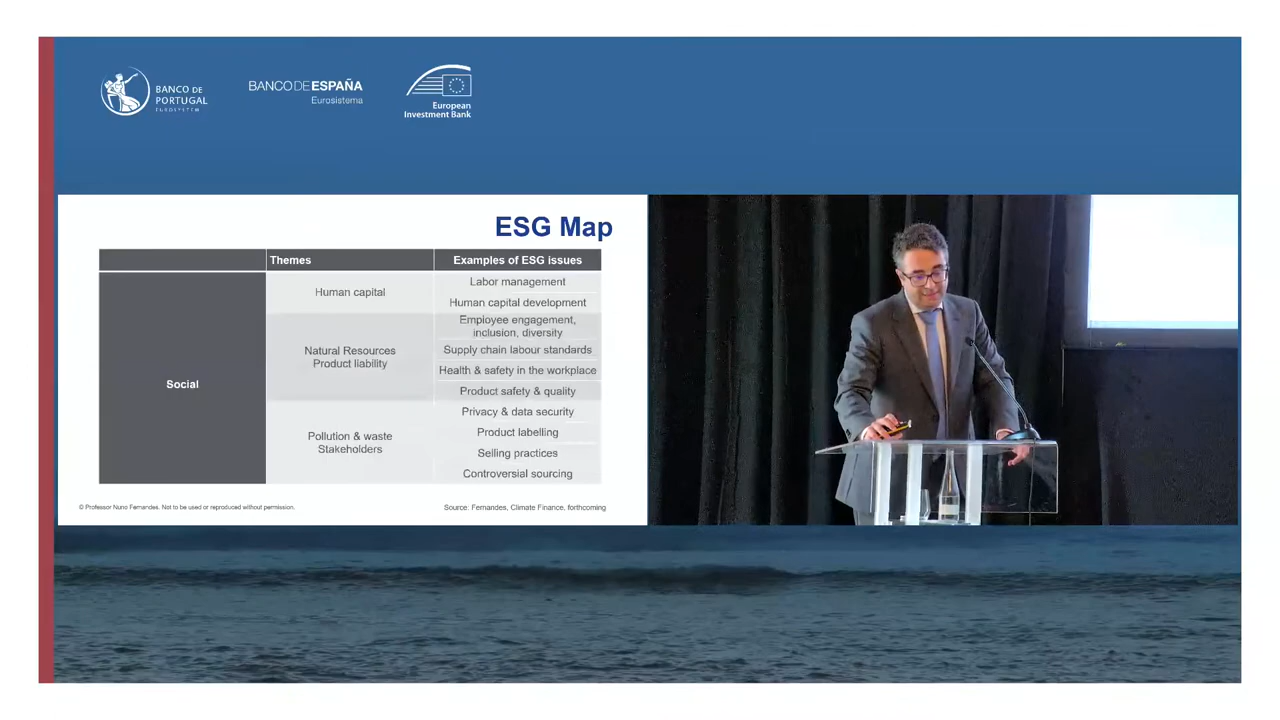 BANCO DE
PORTUGAL
EUROSYSTEM
BANCO DE ESPAÑA
Eurosistema
European
Investment Bank
ESG Map
Themes
Examples of ESG issues
Social
Human capital
Labor management
Human capital development
Natural Resources
Product liability
Employee engagement,
inclusion, diversity
Supply chain labour standards
Health & safety in the workplace
Product safety & quality
Pollution & waste
Stakeholders
Privacy & data security
Product labelling
Selling practices
Controversial sourcing
© Professor Nuno Fernandes. Not to be used or reproduced without permission.
Source: Fernandes, Climate Finance, forthcoming